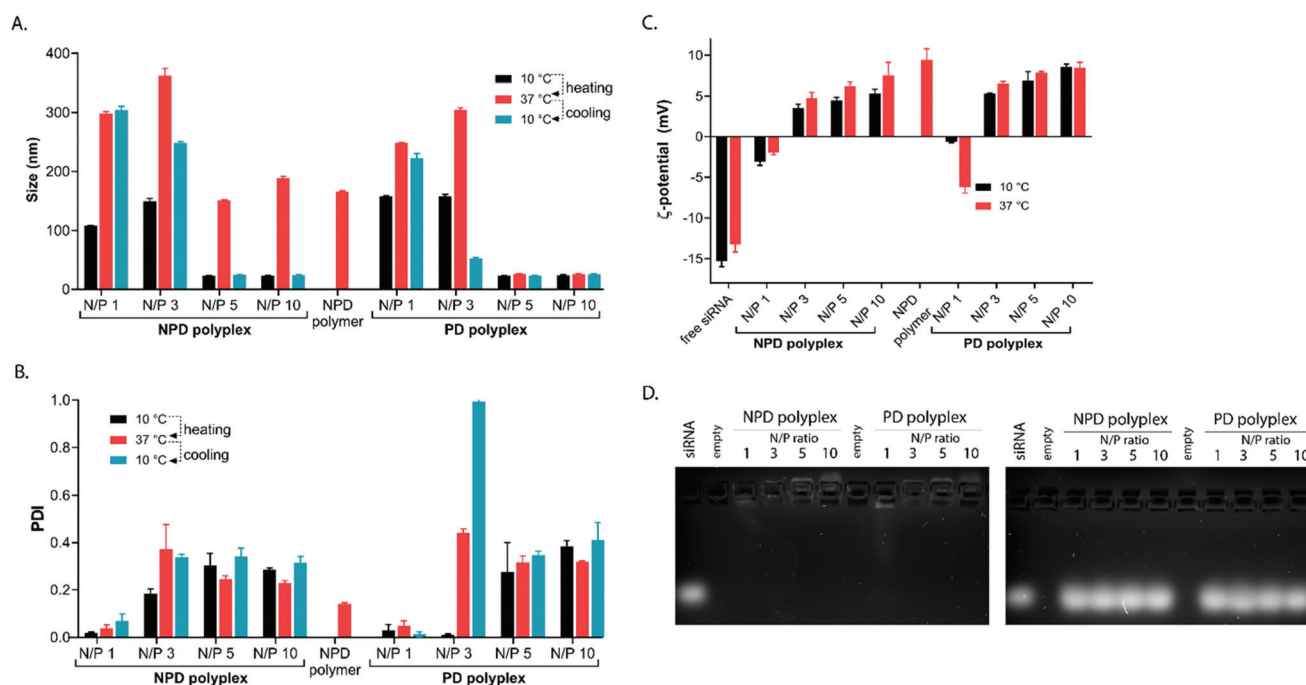 A.
Size (nm)
400
300
200
100
0
10 °C
37 °C
10 °C
heating
cooling
N/P 1
N/P 3
N/P 5
N/P 10
NPD
polymer
N/P 1
N/P 3
N/P 5
N/P 10
NPD polyplex
PD polyplex
B.
PDI
1.0
0.8
0.6
0.4
0.2
0.0
10 °C
37 °C
10 °C
heating
cooling
N/P 1
N/P 3
N/P 5
N/P 10
NPD
polymer
N/P 1
N/P 3
N/P 5
N/P 10
NPD polyplex
PD polyplex
C.
ζ-potential (mV)
10
5
0
-5
-10
-15
10 °C
37 °C
free siRNA
N/P 1
N/P 3
N/P 5
N/P 10
NPD
polymer
N/P 1
N/P 3
N/P 5
N/P 10
NPD polyplex
PD polyplex
D.
siRNA
empty
NPD polyplex
N/P ratio
1 3 5 10
empty
PD polyplex
N/P ratio
1 3 5 10
siRNA
empty
NPD polyplex
N/P ratio
1 3 5 10
empty
PD polyplex
N/P ratio
1 3 5 10